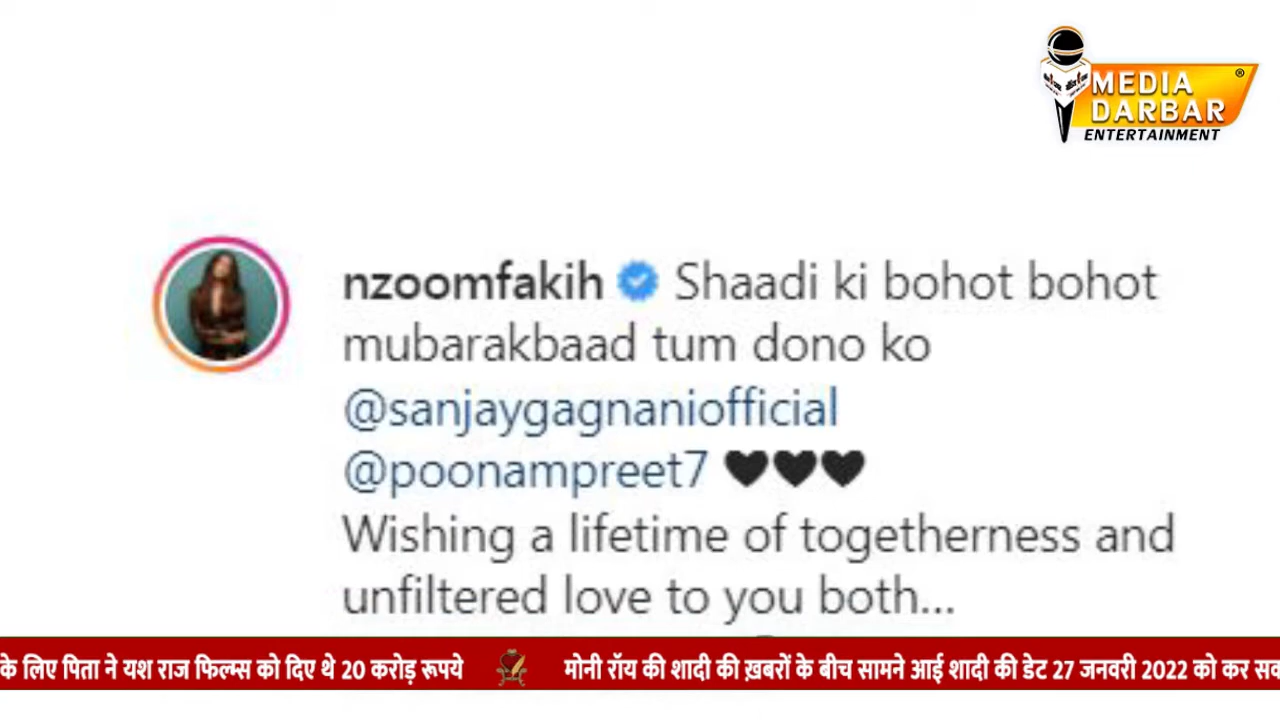 MEDIA
DARBAR
ENTERTAINMENT
nzoomfakih Shaadi ki bohot bohot
mubarakbaad tum dono ko
@sanjaygagnaniofficial
@poonampreet7 🖤🖤🖤
Wishing a lifetime of togetherness and
unfiltered love to you both...
के लिए पिता ने यश राज फिल्म्स को दिए थे 20 करोड़ रूपये मोनी रॉय की शादी की ख़बरों के बीच सामने आई शादी की डेट 27 जनवरी 2022 को कर